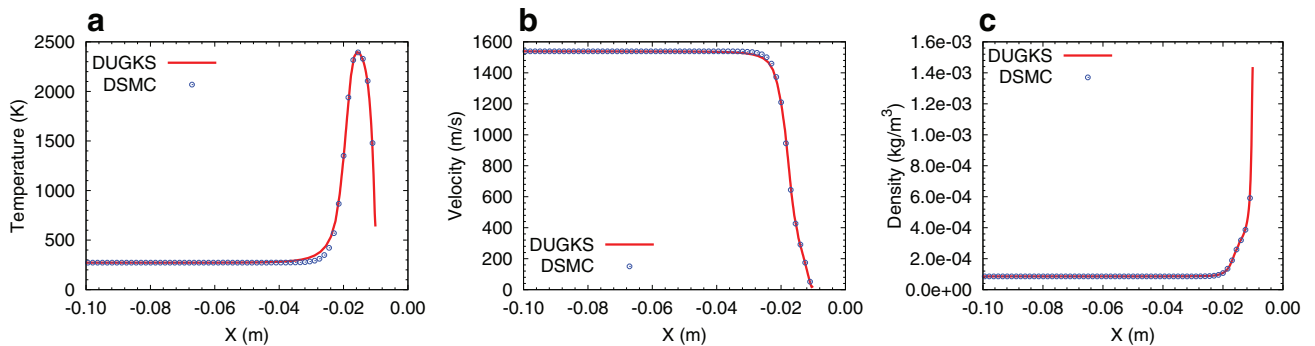 a
2500
2000
1500
1000
500
0
Temperature (K)
DUGKS
DSMC
-0.10 -0.08 -0.06 -0.04 -0.02 0.00
X (m)
b
1600
1400
1200
1000
800
600
400
200
0
Velocity (m/s)
DUGKS
DSMC
-0.10 -0.08 -0.06 -0.04 -0.02 0.00
X (m)
c
1.6e-03
1.4e-03
1.2e-03
1.0e-03
8.0e-04
6.0e-04
4.0e-04
2.0e-04
0.0e+00
Density (kg/m³)
DUGKS
DSMC
-0.10 -0.08 -0.06 -0.04 -0.02 0.00
X (m)